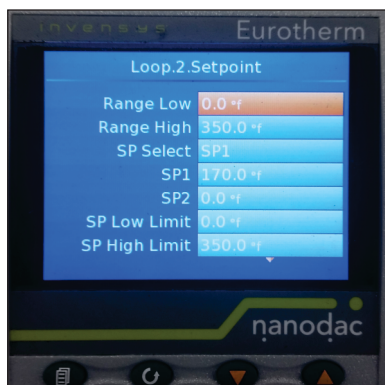 invensys Eurotherm
Loop.2.Setpoint
Range Low 0.0 °f
Range High 350.0 °f
SP Select SP1
SP1 170.0 °f
SP2 0.0 °f
SP Low Limit 0.0 °f
SP High Limit 350.0 °f
nanodac